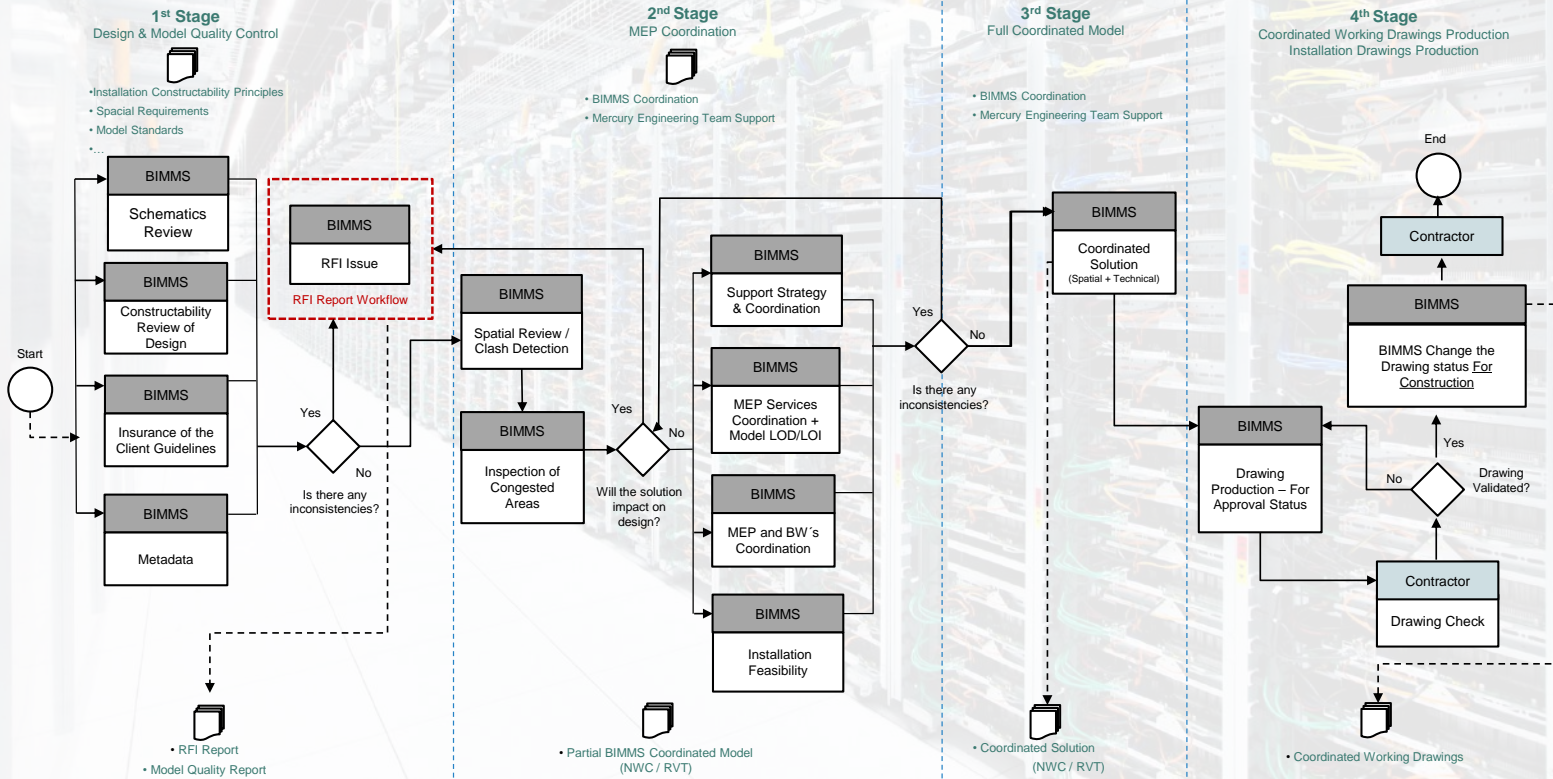 1st Stage
Design & Model Quality Control
•Installation Constructability Principles
• Spacial Requirements
• Model Standards
•...
Start
BIMMS
Schematics
Review
BIMMS
Constructability
Review of
Design
BIMMS
Insurance of the
Client Guidelines
BIMMS
Metadata
BIMMS
RFI Issue
RFI Report Workflow
Yes
No
Is there any
inconsistencies?
• RFI Report
• Model Quality Report
2nd Stage
MEP Coordination
• BIMMS Coordination
• Mercury Engineering Team Support
BIMMS
Spatial Review /
Clash Detection
BIMMS
Inspection of
Congested
Areas
Yes
No
Will the solution
impact on
design?
BIMMS
Support Strategy
& Coordination
BIMMS
MEP Services
Coordination +
Model LOD/LOI
BIMMS
MEP and BW´s
Coordination
BIMMS
Installation
Feasibility
Yes
No
Is there any
inconsistencies?
• Partial BIMMS Coordinated Model
(NWC / RVT)
3rd Stage
Full Coordinated Model
• BIMMS Coordination
• Mercury Engineering Team Support
BIMMS
Coordinated
Solution
(Spatial + Technical)
• Coordinated Solution
(NWC / RVT)
4th Stage
Coordinated Working Drawings Production
Installation Drawings Production
End
Contractor
BIMMS
BIMMS Change the
Drawing status For
Construction
BIMMS
Drawing
Production – For
Approval Status
Yes
No
Drawing
Validated?
Contractor
Drawing Check
• Coordinated Working Drawings